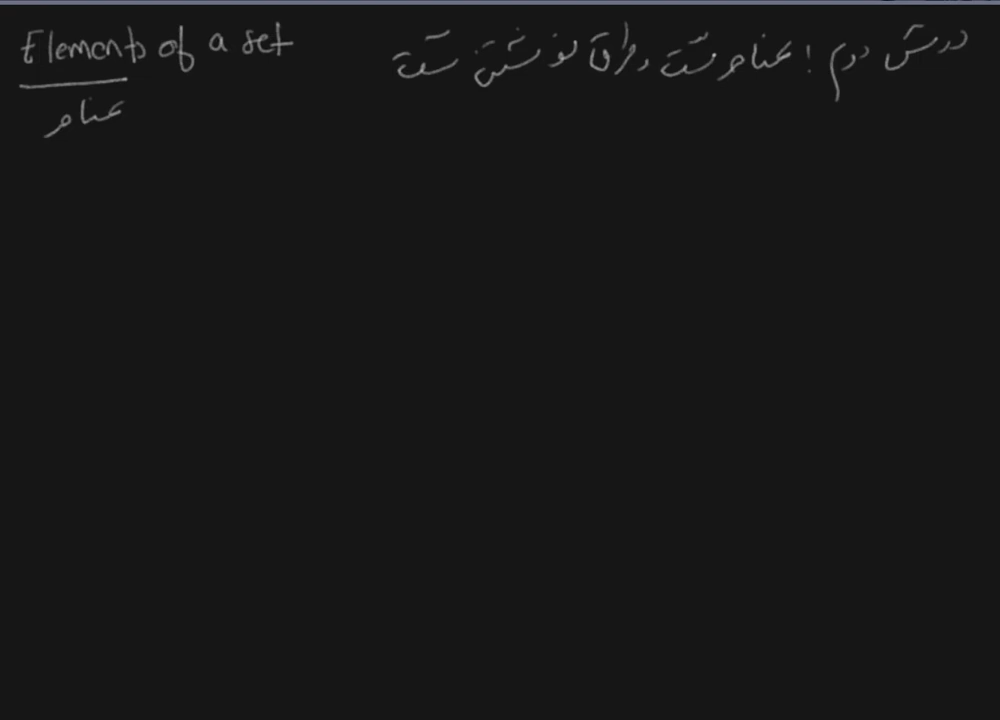 Elements of a set
درس دوم : عناصر ست و طرق نوشتن ست
عناصر